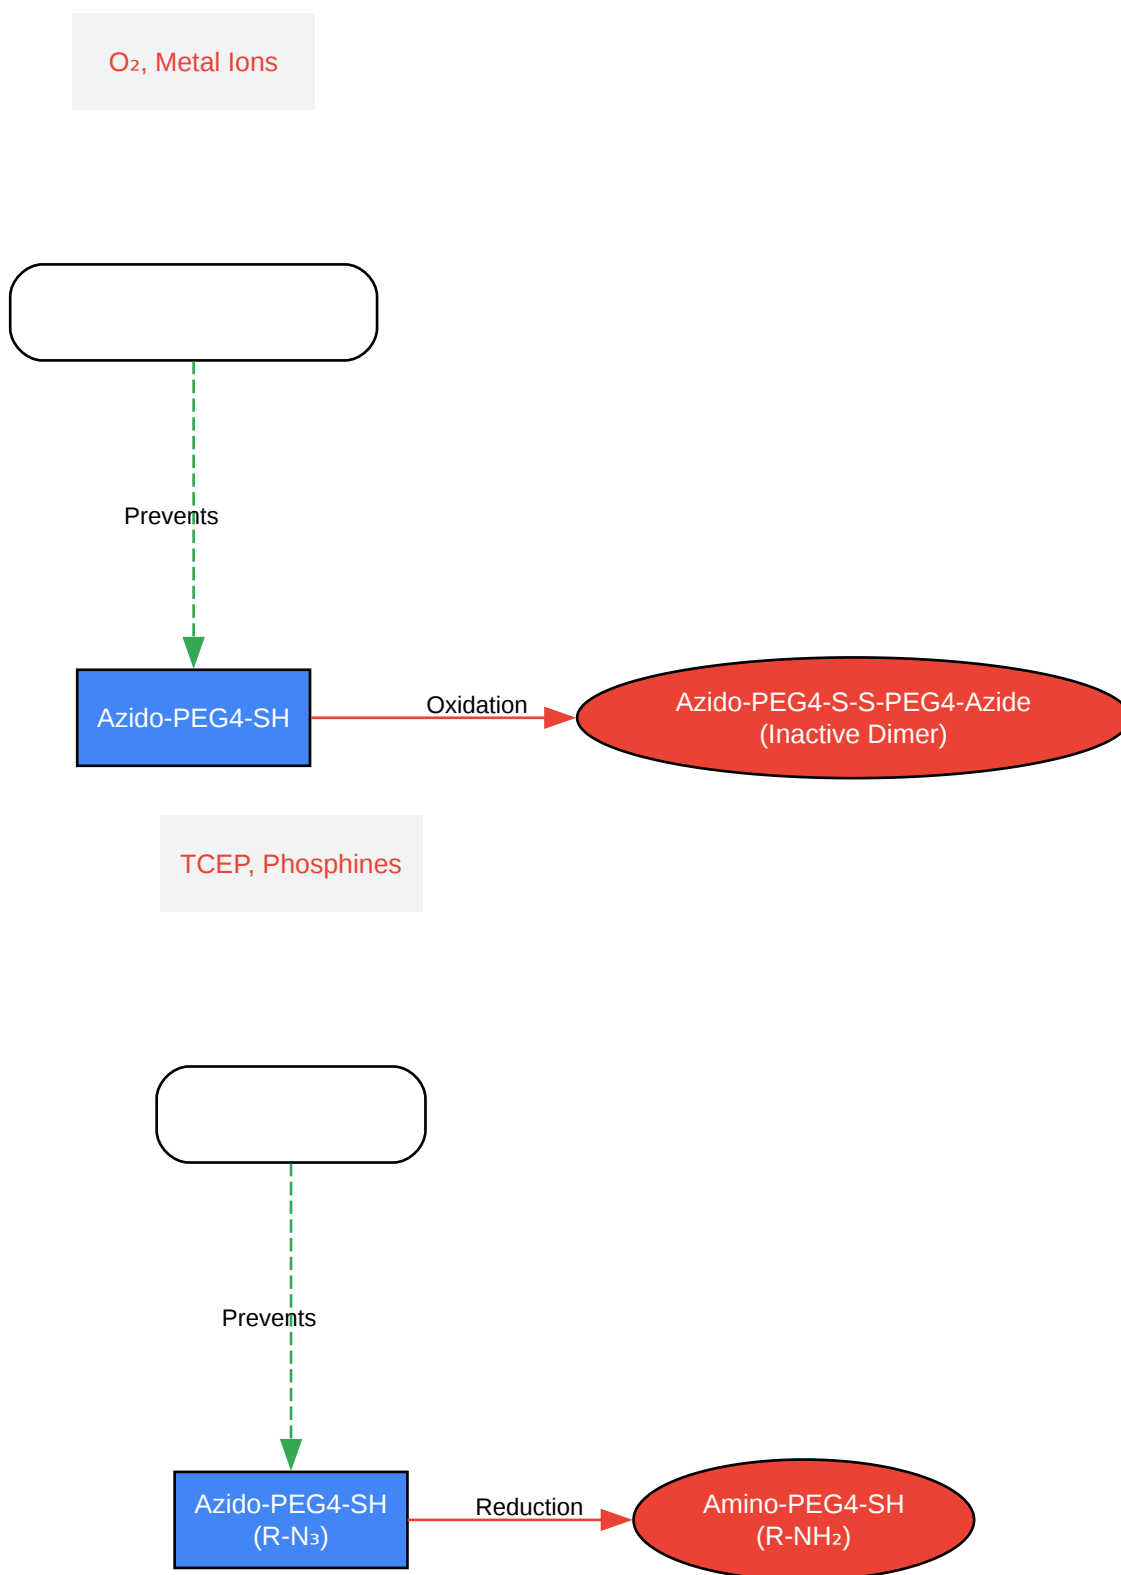 O₂, Metal Ions
Prevents
Azido-PEG4-SH
Oxidation
Azido-PEG4-S-S-PEG4-Azide
(Inactive Dimer)
TCEP, Phosphines
Prevents
Azido-PEG4-SH
(R-N₃)
Reduction
Amino-PEG4-SH
(R-NH₂)